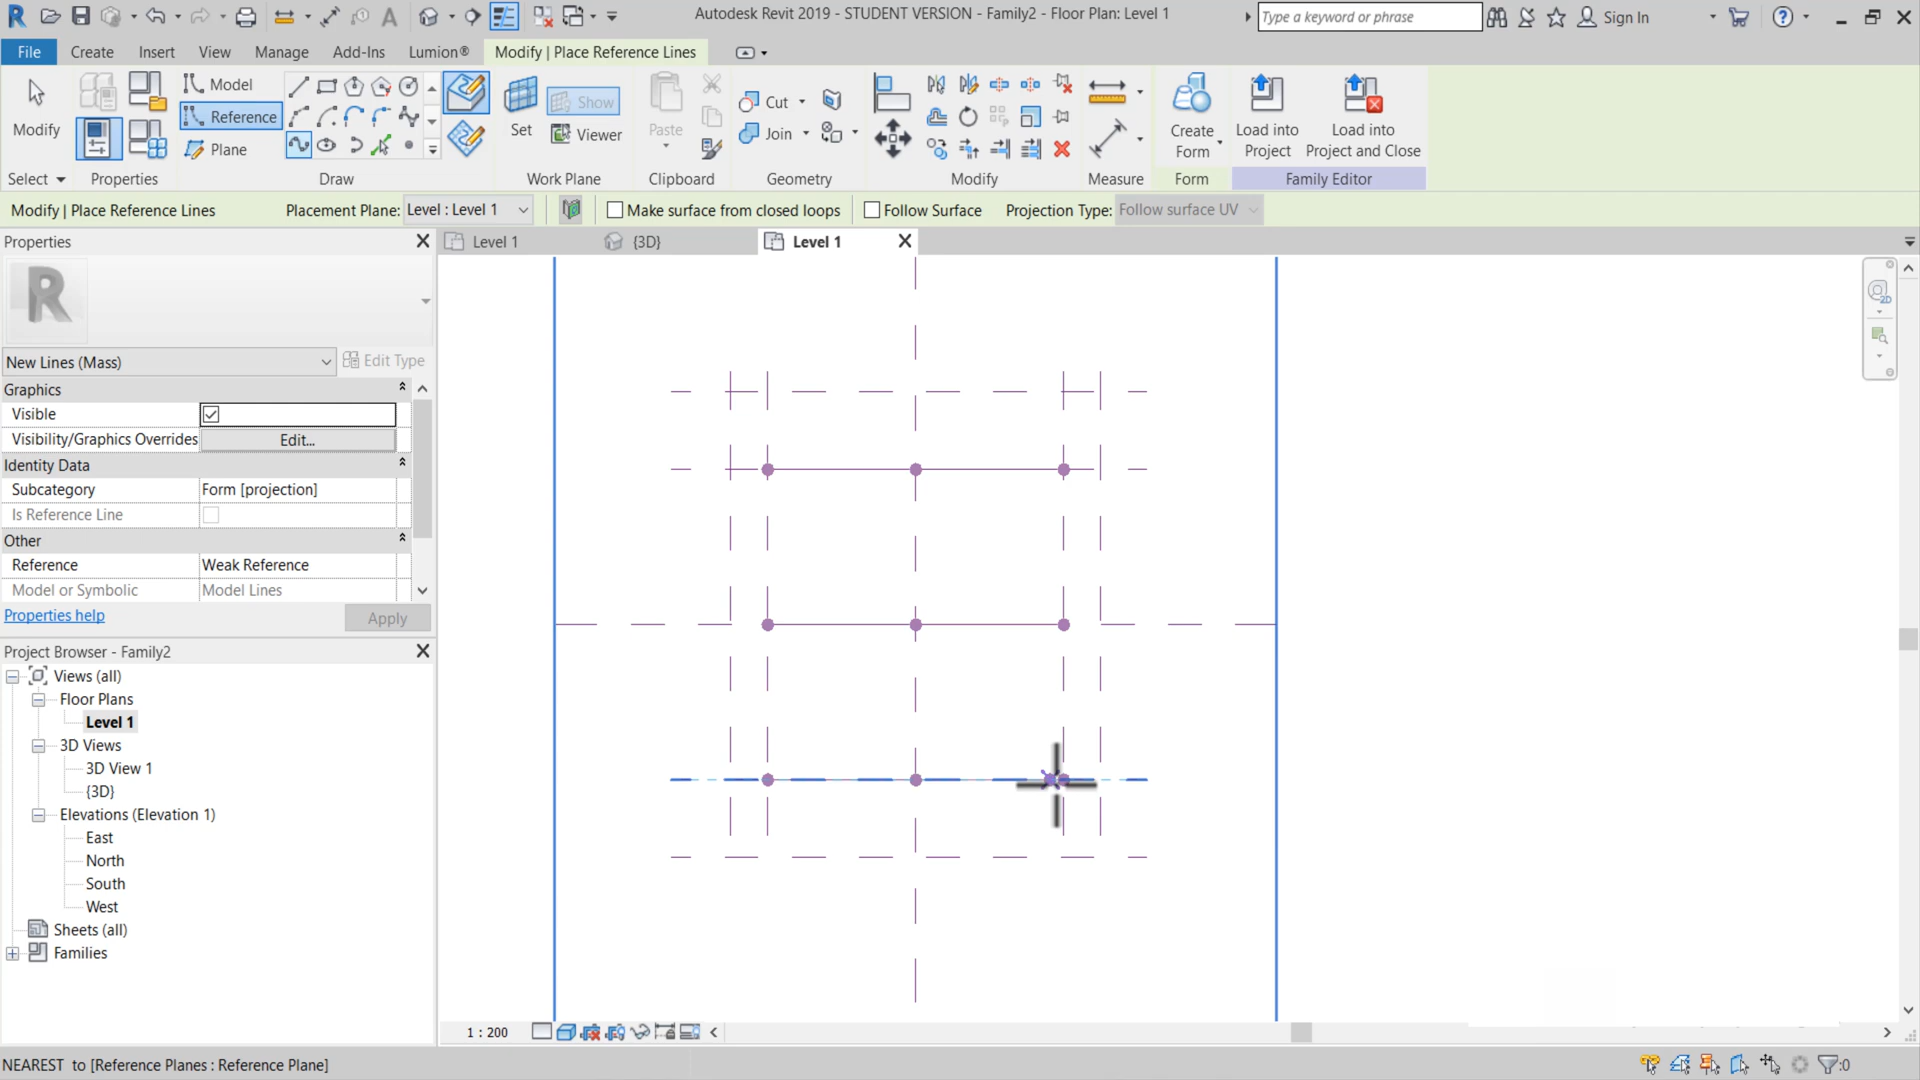 Autodesk Revit 2019 - STUDENT VERSION - Family2 - Floor Plan: Level 1
Type a keyword or phrase
Sign In
File
Create
Insert
View
Manage
Add-Ins
Lumion®
Modify | Place Reference Lines
Modify
Model
Reference
Plane
Set
Show
Viewer
Paste
Cut
Join
Create Form
Load into Project
Load into Project and Close
Select
Properties
Draw
Work Plane
Clipboard
Geometry
Modify
Measure
Form
Family Editor
Modify | Place Reference Lines
Placement Plane: Level : Level 1
Make surface from closed loops
Follow Surface
Projection Type: Follow surface UV
Properties
Level 1
{3D}
Level 1
R
2D
New Lines (Mass)
Edit Type
Graphics
Visible
Visibility/Graphics Overrides
Edit...
Identity Data
Subcategory
Form [projection]
Is Reference Line
Other
Reference
Weak Reference
Model or Symbolic
Model Lines
Properties help
Apply
Project Browser - Family2
Views (all)
Floor Plans
Level 1
3D Views
3D View 1
{3D}
Elevations (Elevation 1)
East
North
South
West
Sheets (all)
Families
1 : 200
NEAREST to [Reference Planes : Reference Plane]
:0